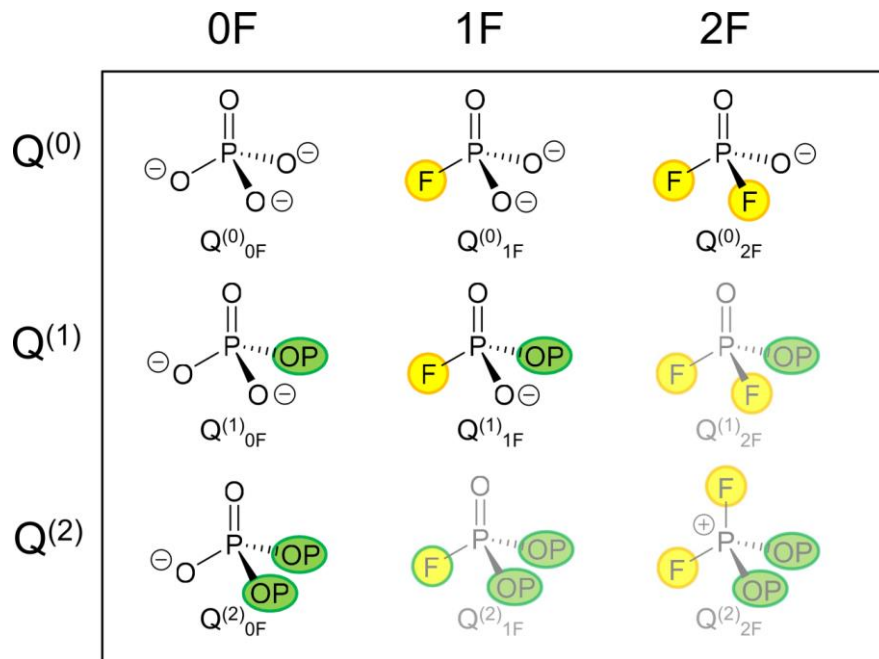 0F 1F 2F
Q(0)
O P O⊖ ⊖O O⊖
Q(0)0F
O P O⊖ F O⊖
Q(0)1F
O P O⊖ F F
Q(0)2F
Q(1)
O P OP ⊖O O⊖
Q(1)0F
O P OP F O⊖
Q(1)1F
O P OP F F
Q(1)2F
Q(2)
O P OP ⊖O OP
Q(2)0F
O P OP F OP
Q(2)1F
F ⊕ P OP F OP
Q(2)2F